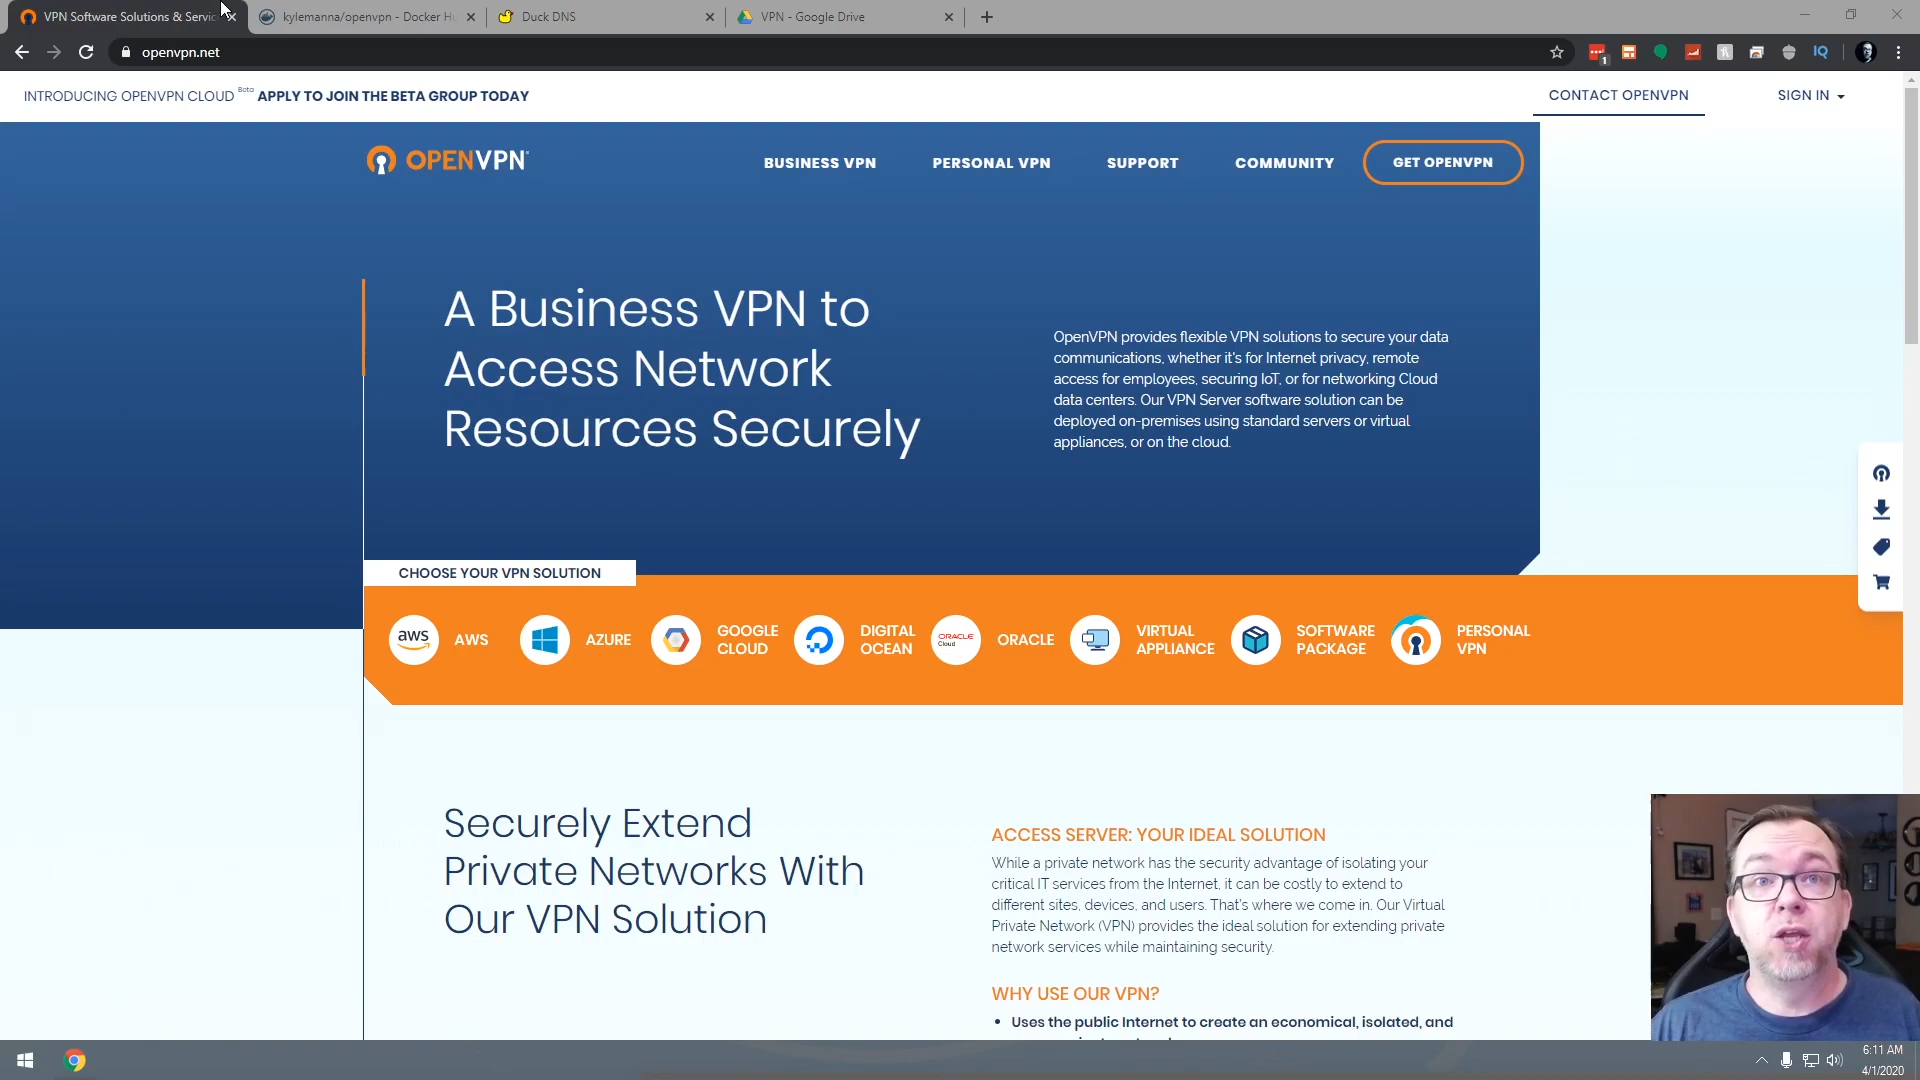 VPN Software Solutions & Servic
kylemanna/openvpn - Docker Hu
Duck DNS
VPN - Google Drive
openvpn.net
1
IQ
INTRODUCING OPENVPN CLOUD Beta APPLY TO JOIN THE BETA GROUP TODAY
CONTACT OPENVPN
SIGN IN
OPENVPN
BUSINESS VPN
PERSONAL VPN
SUPPORT
COMMUNITY
GET OPENVPN
A Business VPN to
Access Network
Resources Securely
OpenVPN provides flexible VPN solutions to secure your data
communications, whether it's for Internet privacy, remote
access for employees, securing IoT, or for networking Cloud
data centers. Our VPN Server software solution can be
deployed on-premises using standard servers or virtual
appliances, or on the cloud.
CHOOSE YOUR VPN SOLUTION
aws
AWS
AZURE
GOOGLE
CLOUD
DIGITAL
OCEAN
ORACLE
Cloud
ORACLE
VIRTUAL
APPLIANCE
SOFTWARE
PACKAGE
PERSONAL
VPN
Securely Extend
Private Networks With
Our VPN Solution
ACCESS SERVER: YOUR IDEAL SOLUTION
While a private network has the security advantage of isolating your
critical IT services from the Internet, it can be costly to extend to
different sites, devices, and users. That's where we come in. Our Virtual
Private Network (VPN) provides the ideal solution for extending private
network services while maintaining security.
WHY USE OUR VPN?
• Uses the public Internet to create an economical, isolated, and
6:11 AM
4/1/2020